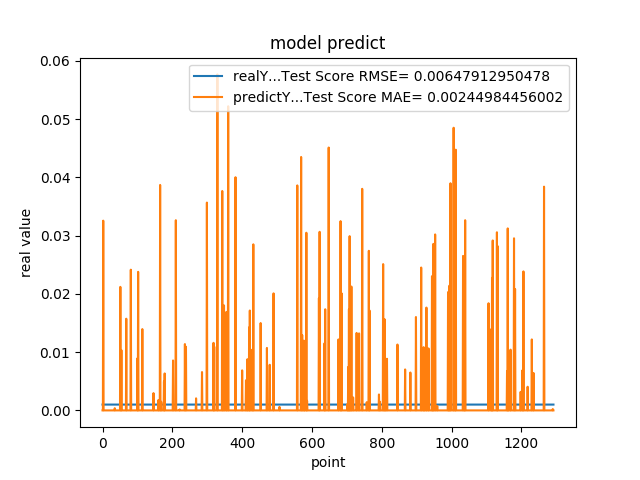 model predict
realY...Test Score RMSE= 0.00647912950478
predictY...Test Score MAE= 0.00244984456002
0.06
0.05
0.04
0.03
0.02
0.01
0.00
real value
0 200 400 600 800 1000 1200
point